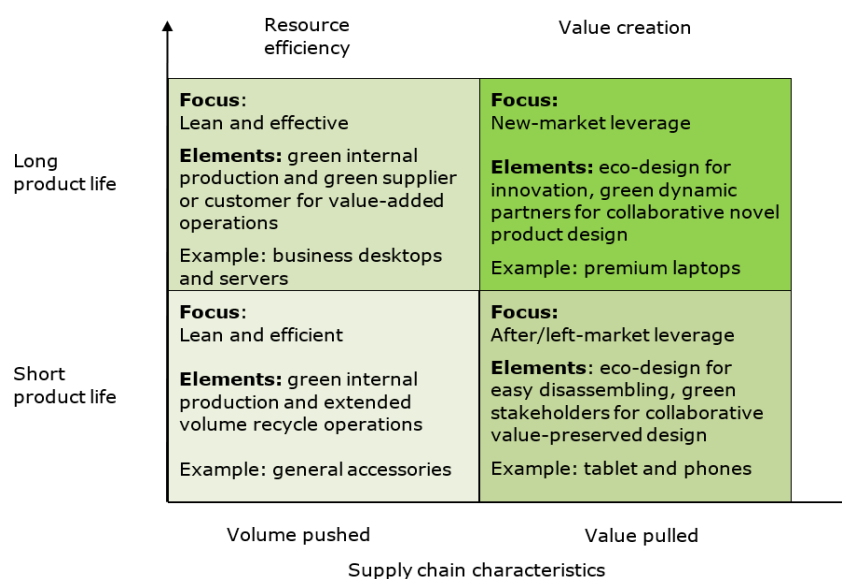 Resource
efficiency
Value creation
Long
product life
Focus:
Lean and effective
Elements: green internal
production and green supplier
or customer for value-added
operations
Example: business desktops
and servers
Focus:
New-market leverage
Elements: eco-design for
innovation, green dynamic
partners for collaborative novel
product design
Example: premium laptops
Short
product life
Focus:
Lean and efficient
Elements: green internal
production and extended
volume recycle operations
Example: general accessories
Focus:
After/left-market leverage
Elements: eco-design for
easy disassembling, green
stakeholders for collaborative
value-preserved design
Example: tablet and phones
Volume pushed
Value pulled
Supply chain characteristics